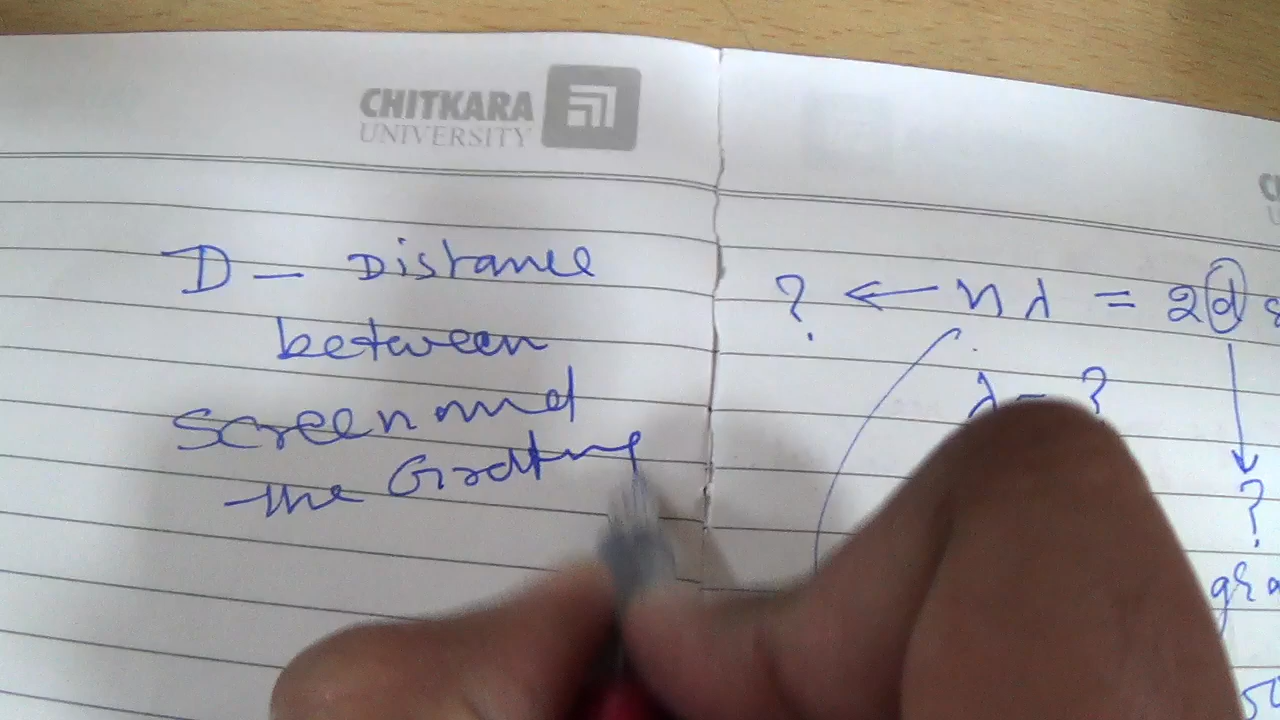 CHITKARA
UNIVERSITY
D - Distance
between
screen and
the Grating
? ← nλ = 2d
λ = ?
?